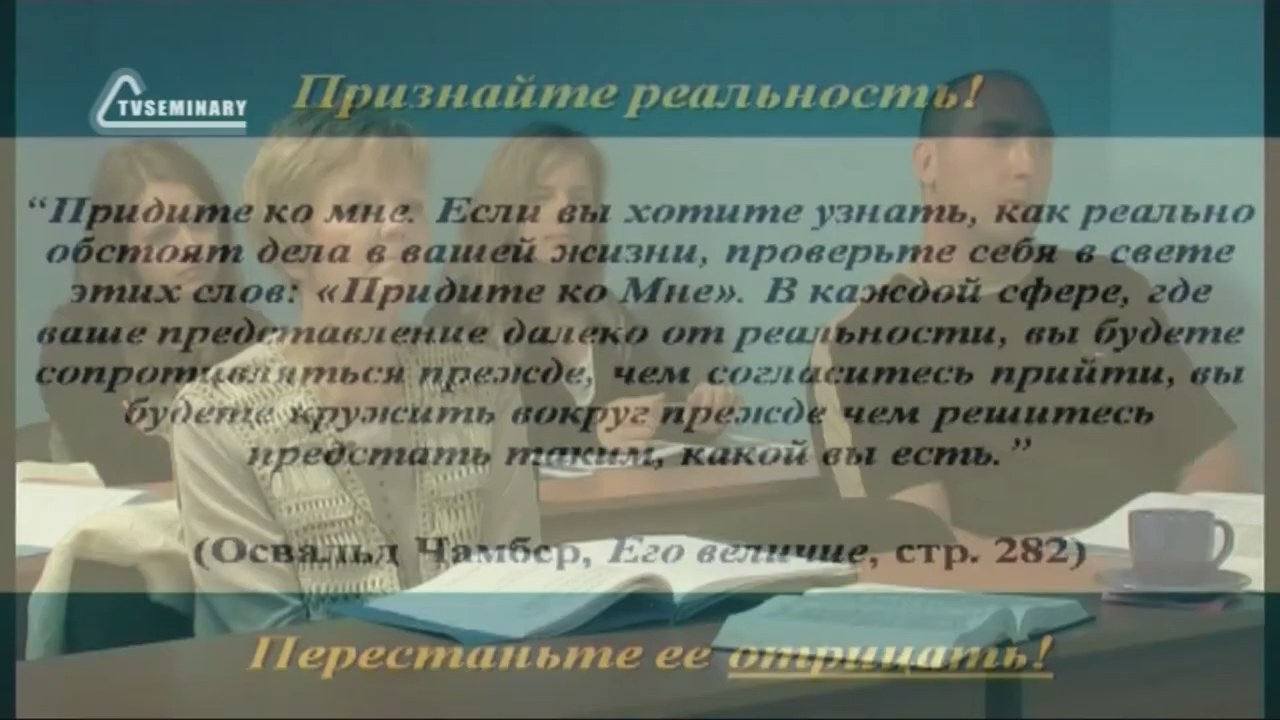 TVSEMINARY
Признайте реальность!
“Придите ко мне. Если вы хотите узнать, как реально
обстоят дела в вашей жизни, проверьте себя в свете
этих слов: «Придите ко Мне». В каждой сфере, где
ваше представление далеко от реальности, вы будете
сопротивляться прежде, чем согласитесь прийти, вы
будете кружить вокруг прежде чем решитесь
предстать таким, какой вы есть.”
(Освальд Чамбер, Его величие, стр. 282)
Перестаньте ее отрицать!